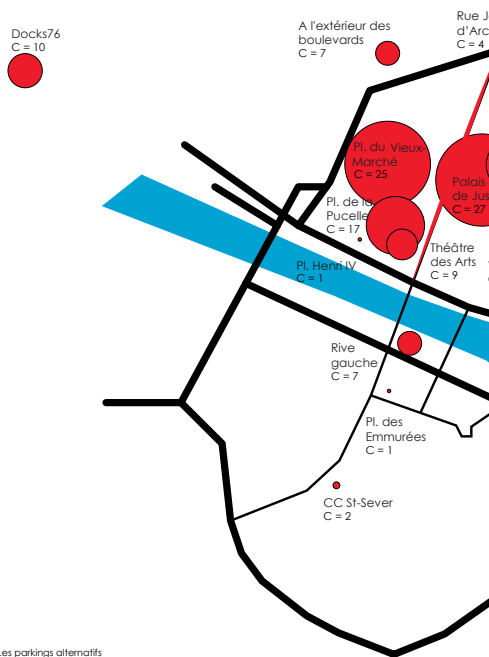 Docks76
C = 10
A l'extérieur des
boulevards
C = 7
Rue J
d'Arc
C = 4
Pl. du Vieux-
Marché
C = 25
Palais
de Jus
C = 27
Pl. de la
Pucelle
C = 17
Théâtre
des Arts
C = 9
Pl. Henri IV
C = 1
Rive
gauche
C = 7
Pl. des
Emmurées
C = 1
CC St-Sever
C = 2
Les parkings alternatifs